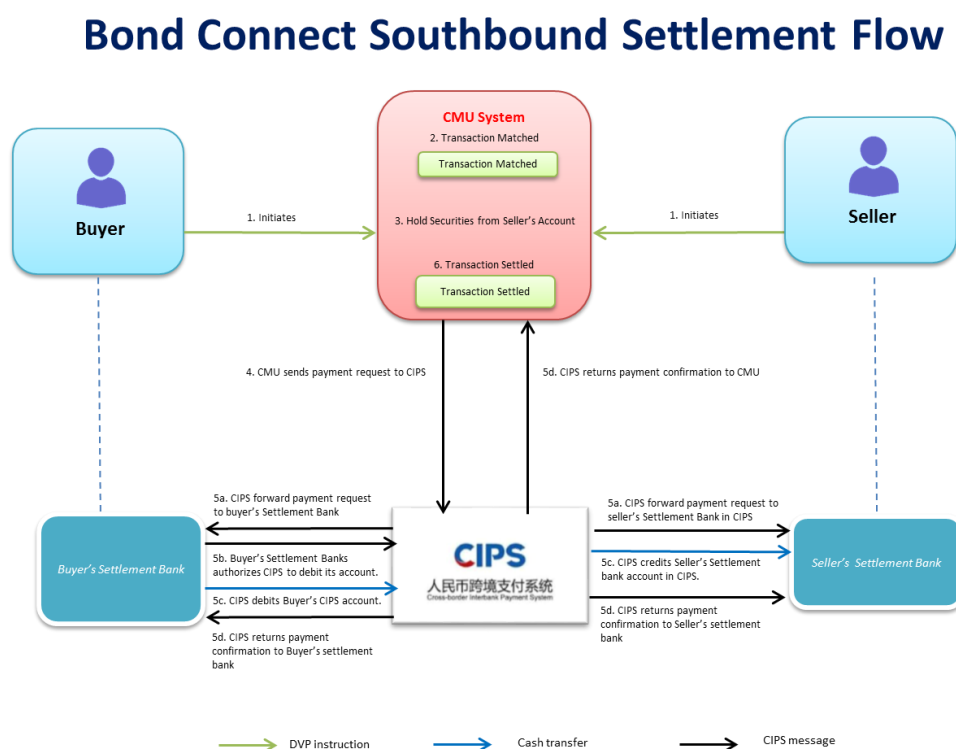 Bond Connect Southbound Settlement Flow
CMU System
2. Transaction Matched
Transaction Matched
Buyer
Seller
1. Initiates
1. Initiates
3. Hold Securities from Seller's Account
6. Transaction Settled
Transaction Settled
4. CMU sends payment request to CIPS
5d. CIPS returns payment confirmation to CMU
5a. CIPS forward payment request
to buyer's Settlement Bank
5a. CIPS forward payment request to
seller's Settlement Bank in CIPS
Buyer's Settlement Bank
5b. Buyer's Settlement Banks
authorizes CIPS to debit its account.
5c. CIPS debits Buyer's CIPS account.
5d. CIPS returns payment
confirmation to Buyer's settlement
bank
CIPS
人民币跨境支付系统
Cross-border Interbank Payment System
5c. CIPS credits Seller's Settlement
bank account in CIPS.
5d. CIPS returns payment
confirmation to Seller's settlement
bank
Seller's Settlement Bank
DVP instruction
Cash transfer
CIPS message